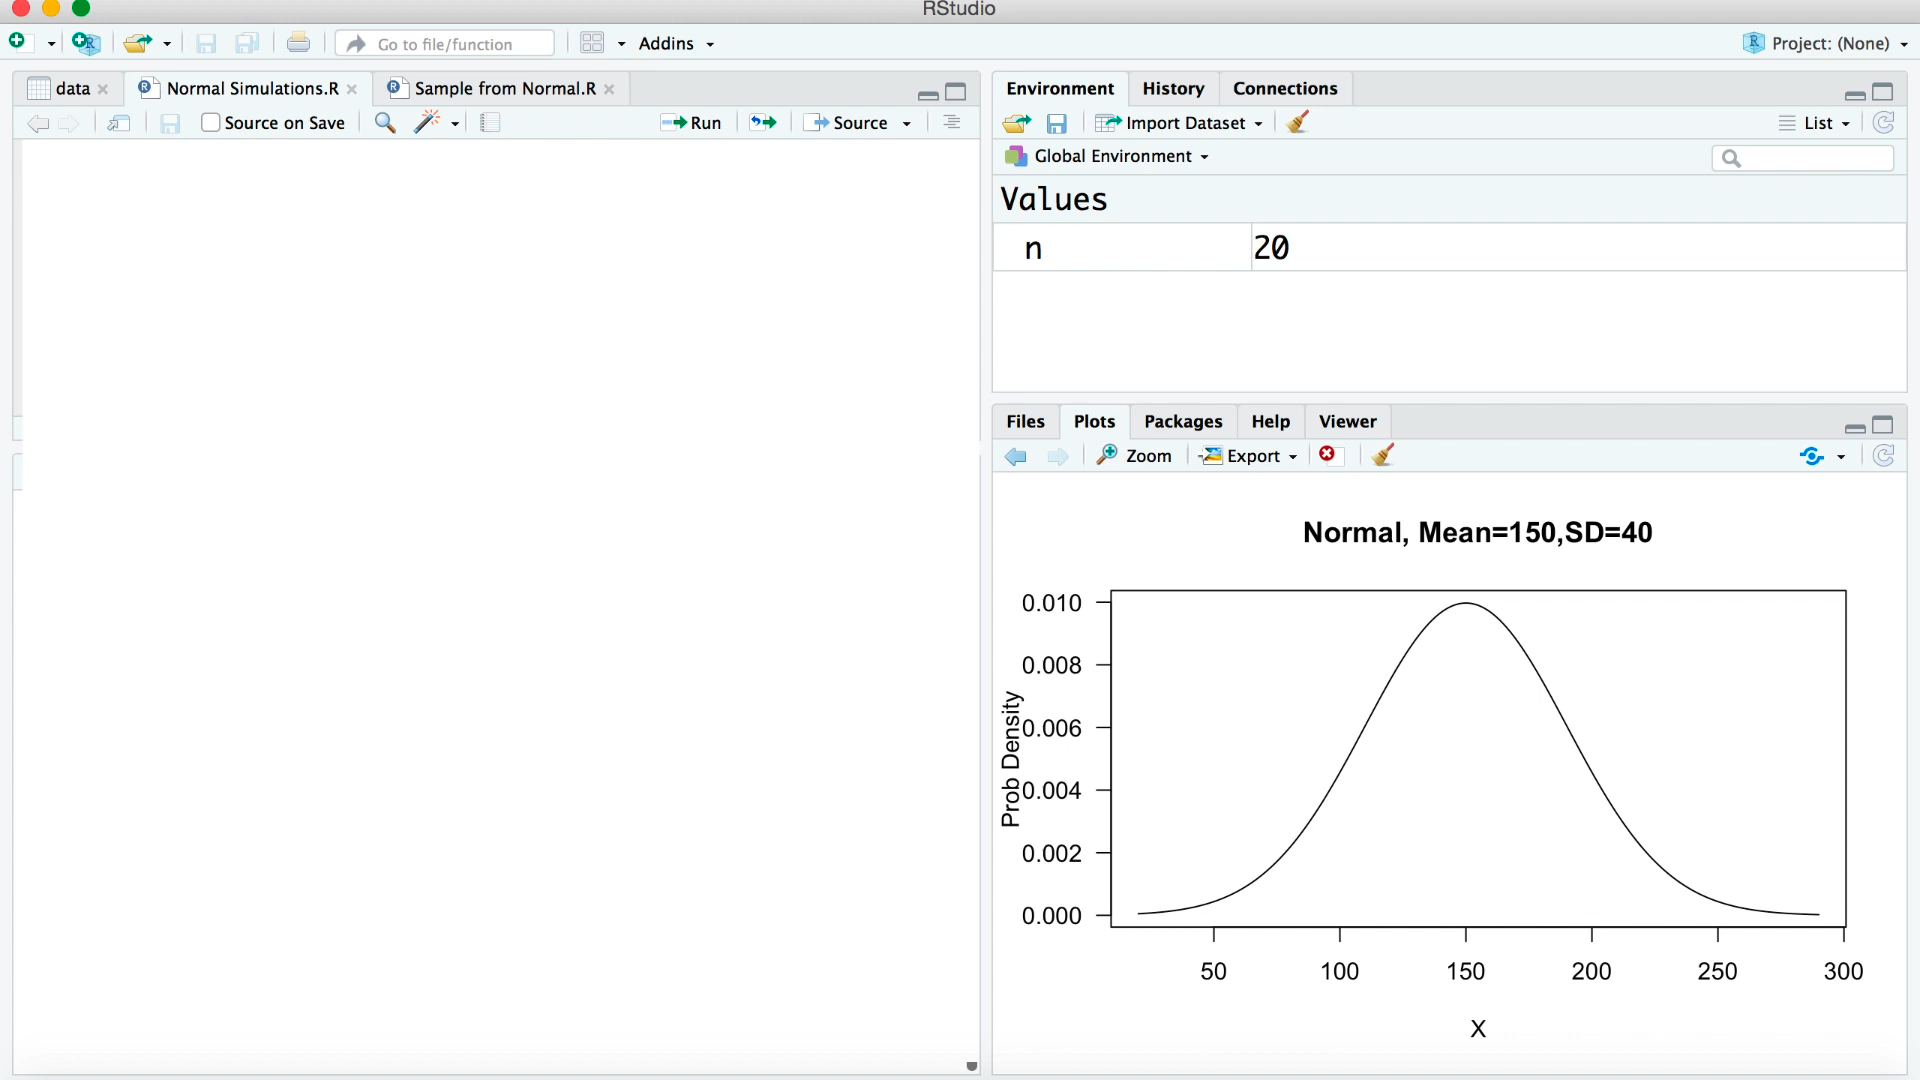 RStudio
Go to file/function
Addins
Project: (None)
data
Normal Simulations.R
Sample from Normal.R
Source on Save
Run
Source
Environment
History
Connections
Import Dataset
List
Global Environment
Values
n 20
Files
Plots
Packages
Help
Viewer
Zoom
Export
Normal, Mean=150,SD=40
Prob Density
0.010
0.008
0.006
0.004
0.002
0.000
50 100 150 200 250 300
X